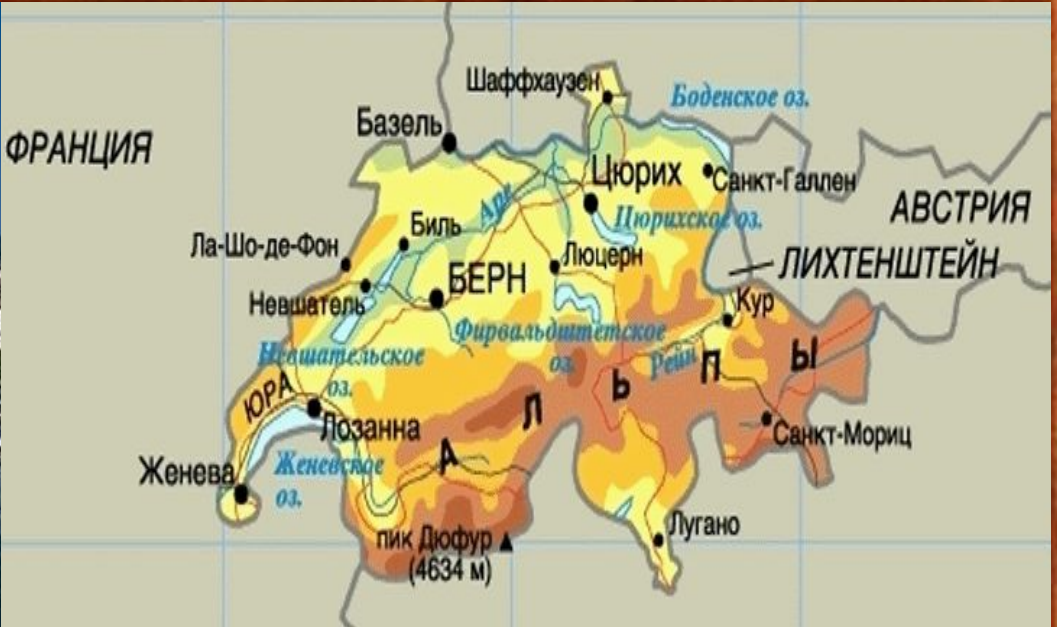 Шаффхаузен
Боденское оз.
Базель
ФРАНЦИЯ
Цюрих
Санкт-Галлен
Аре
АВСТРИЯ
Цюрихское оз.
Биль
Ла-Шо-де-Фон
Люцерн
ЛИХТЕНШТЕЙН
БЕРН
Невшатель
Кур
Фирвальдштетское
оз.
Невшательское
оз.
Рейн
АЛЬПЫ
ЮРА
Лозанна
Санкт-Мориц
Женева
Женевское
оз.
Лугано
пик Дюфур
(4634 м)